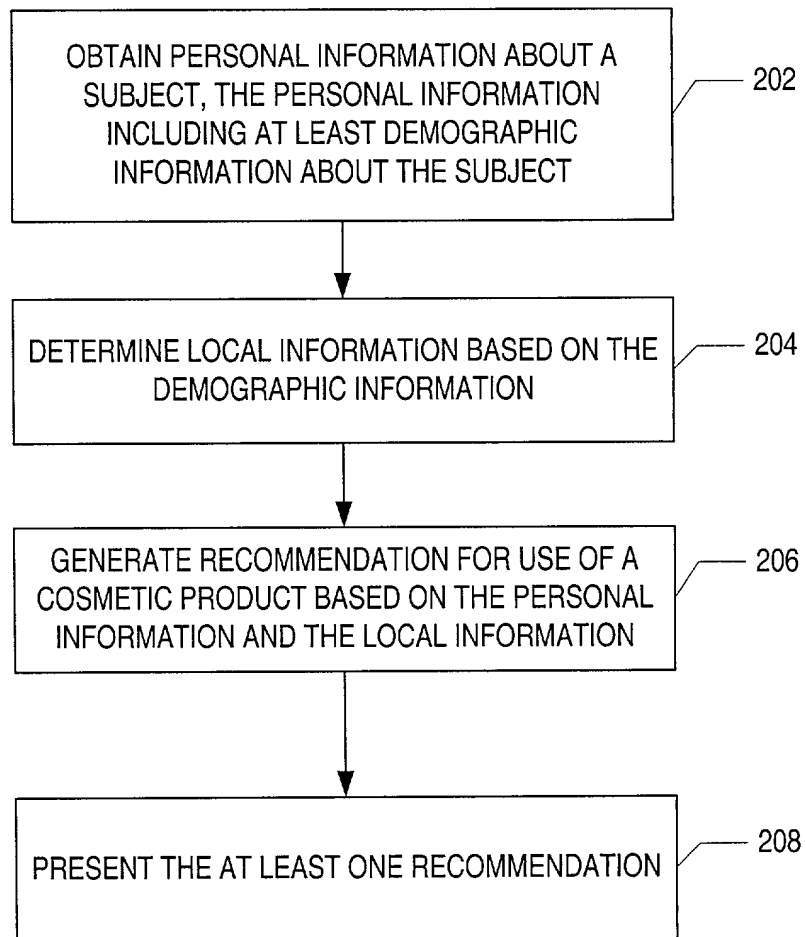 OBTAIN PERSONAL INFORMATION ABOUT A
SUBJECT, THE PERSONAL INFORMATION
INCLUDING AT LEAST DEMOGRAPHIC
INFORMATION ABOUT THE SUBJECT
202
DETERMINE LOCAL INFORMATION BASED ON THE
DEMOGRAPHIC INFORMATION
204
GENERATE RECOMMENDATION FOR USE OF A
COSMETIC PRODUCT BASED ON THE PERSONAL
INFORMATION AND THE LOCAL INFORMATION
206
PRESENT THE AT LEAST ONE RECOMMENDATION
208